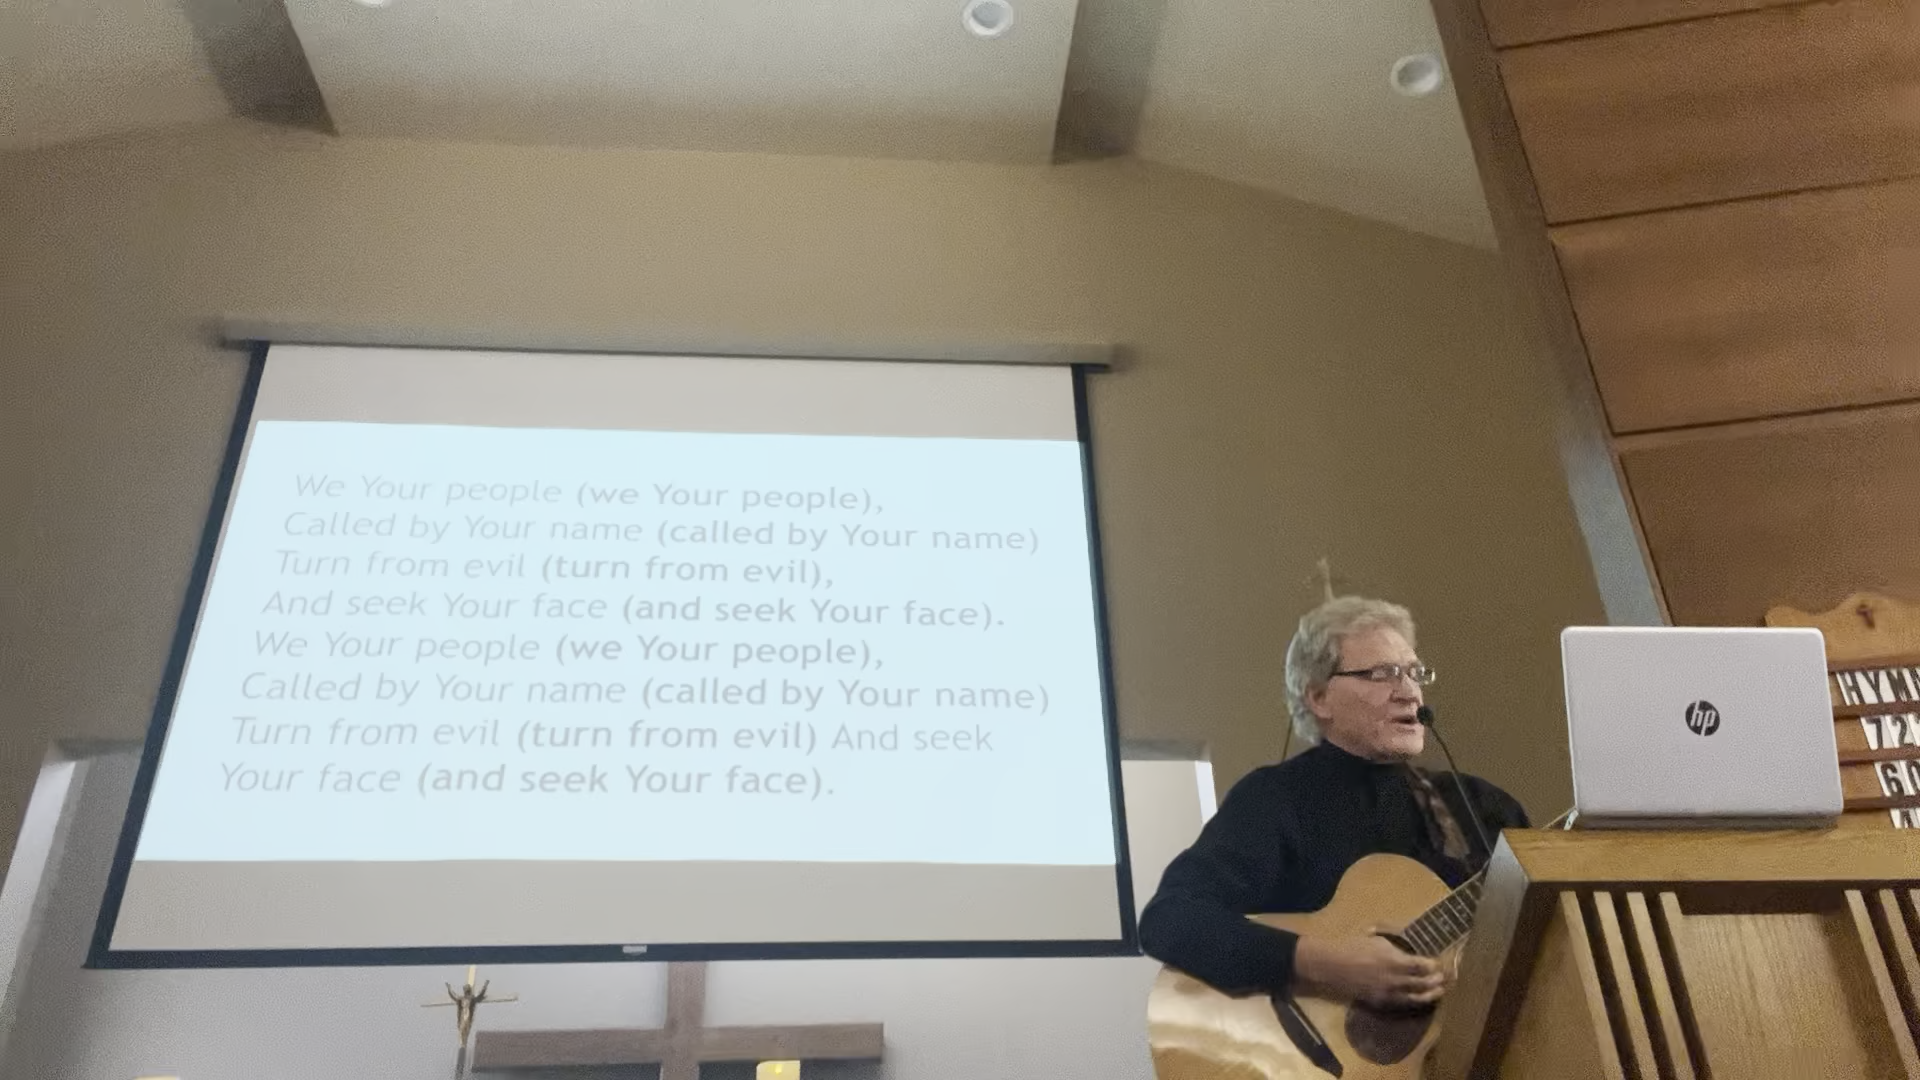 We Your people (we Your people),
Called by Your name (called by Your name)
Turn from evil (turn from evil),
And seek Your face (and seek Your face).
We Your people (we Your people),
Called by Your name (called by Your name)
Turn from evil (turn from evil) And seek
Your face (and seek Your face).
hp
HYM
72
60